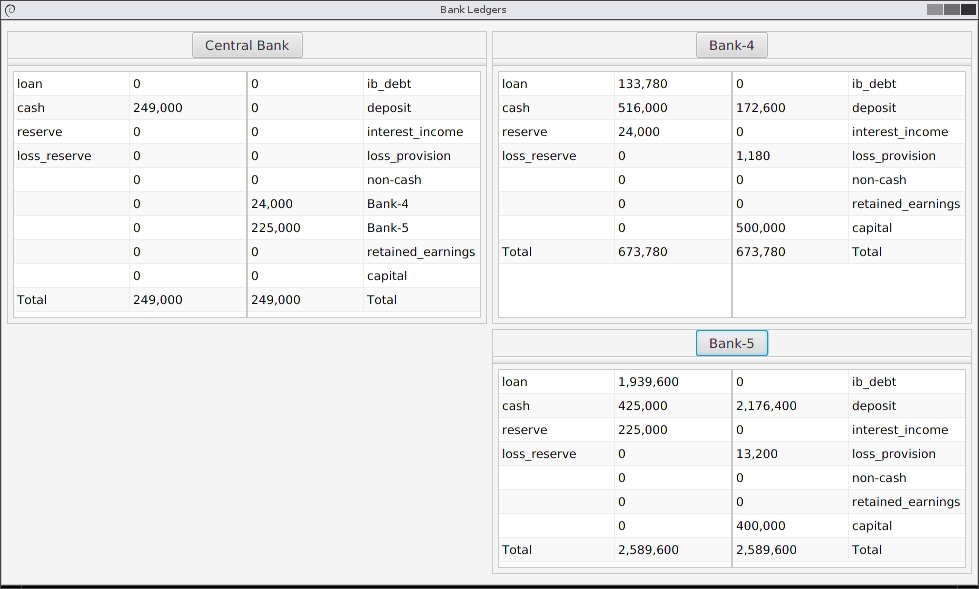 Bank Ledgers
Central Bank
loan 0 0 ib_debt
cash 249,000 0 deposit
reserve 0 0 interest_income
loss_reserve 0 0 loss_provision
0 0 non-cash
0 24,000 Bank-4
0 225,000 Bank-5
0 0 retained_earnings
0 0 capital
Total 249,000 249,000 Total
Bank-4
loan 133,780 0 ib_debt
cash 516,000 172,600 deposit
reserve 24,000 0 interest_income
loss_reserve 0 1,180 loss_provision
0 0 non-cash
0 0 retained_earnings
0 500,000 capital
Total 673,780 673,780 Total
Bank-5
loan 1,939,600 0 ib_debt
cash 425,000 2,176,400 deposit
reserve 225,000 0 interest_income
loss_reserve 0 13,200 loss_provision
0 0 non-cash
0 0 retained_earnings
0 400,000 capital
Total 2,589,600 2,589,600 Total